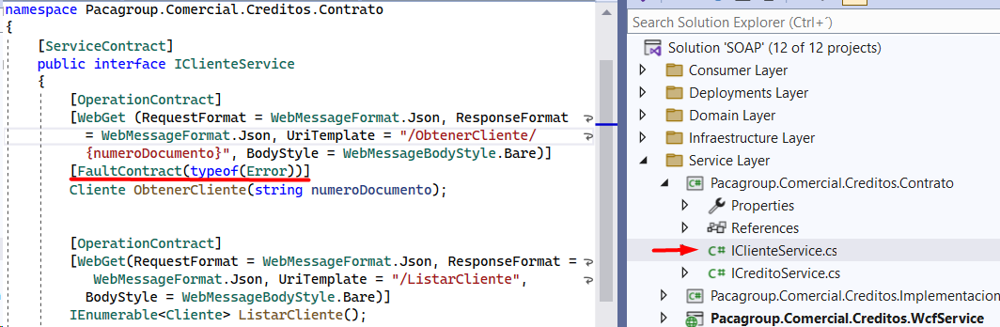 namespace Pacagroup.Comercial.Creditos.Contrato
{
[ServiceContract]
public interface IClienteService
{
[OperationContract]
[WebGet (RequestFormat = WebMessageFormat.Json, ResponseFormat
= WebMessageFormat.Json, UriTemplate = "/ObtenerCliente/
{numeroDocumento}", BodyStyle = WebMessageBodyStyle.Bare)]
[FaultContract(typeof(Error))]
Cliente ObtenerCliente(string numeroDocumento);
[OperationContract]
[WebGet(RequestFormat = WebMessageFormat.Json, ResponseFormat =
WebMessageFormat.Json, UriTemplate = "/ListarCliente",
BodyStyle = WebMessageBodyStyle.Bare)]
IEnumerable<Cliente> ListarCliente();
Search Solution Explorer (Ctrl+´)
Solution 'SOAP' (12 of 12 projects)
Consumer Layer
Deployments Layer
Domain Layer
Infrastructure Layer
Service Layer
C# Pacagroup.Comercial.Creditos.Contrato
Properties
References
C# IClienteService.cs
C# ICreditoService.cs
C# Pacagroup.Comercial.Creditos.Implementacion
Pacagroup.Comercial.Creditos.WcfService